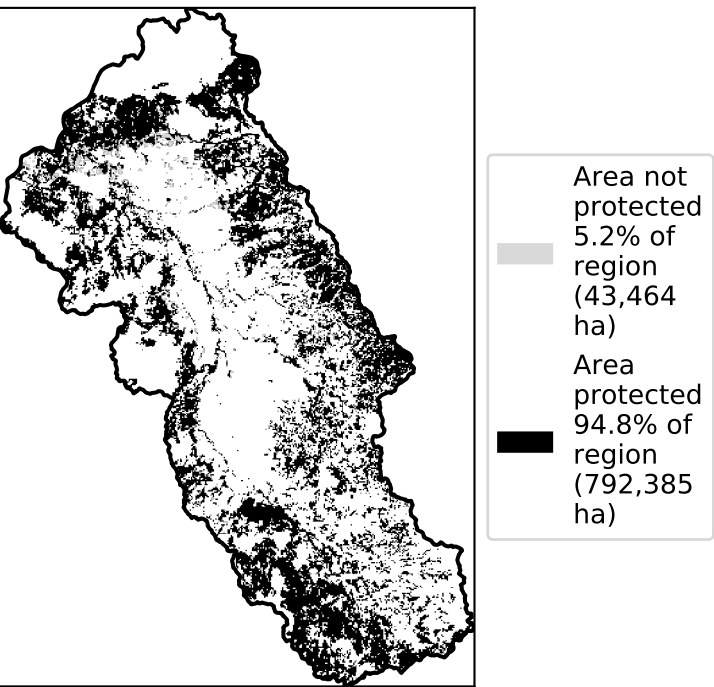 Area not
protected
5.2% of
region
(43,464
ha)
Area
protected
94.8% of
region
(792,385
ha)